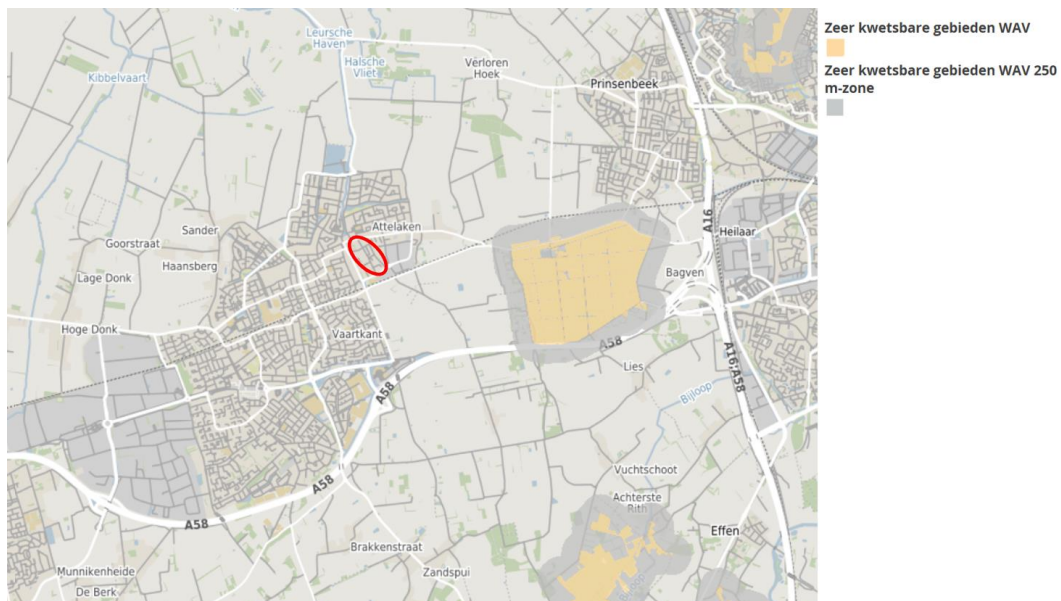 Zeer kwetsbare gebieden WAV
Zeer kwetsbare gebieden WAV 250
m-zone
Leursche
Haven
Halsche
Vliet
Kibbelvaart
Verloren
Hoek
Prinsenbeek
A16
Attelaken
Sander
Goorstraat
Haansberg
Lage Donk
Heilaar
Bagven
Hoge Donk
Vaartkant
A58
Lies
A16;A58
A58
Bijloop
Vuchtschoot
A58
Achterste
Rith
A58
Effen
Brakkenstraat
Munnikenheide
Zandspui
De Berk